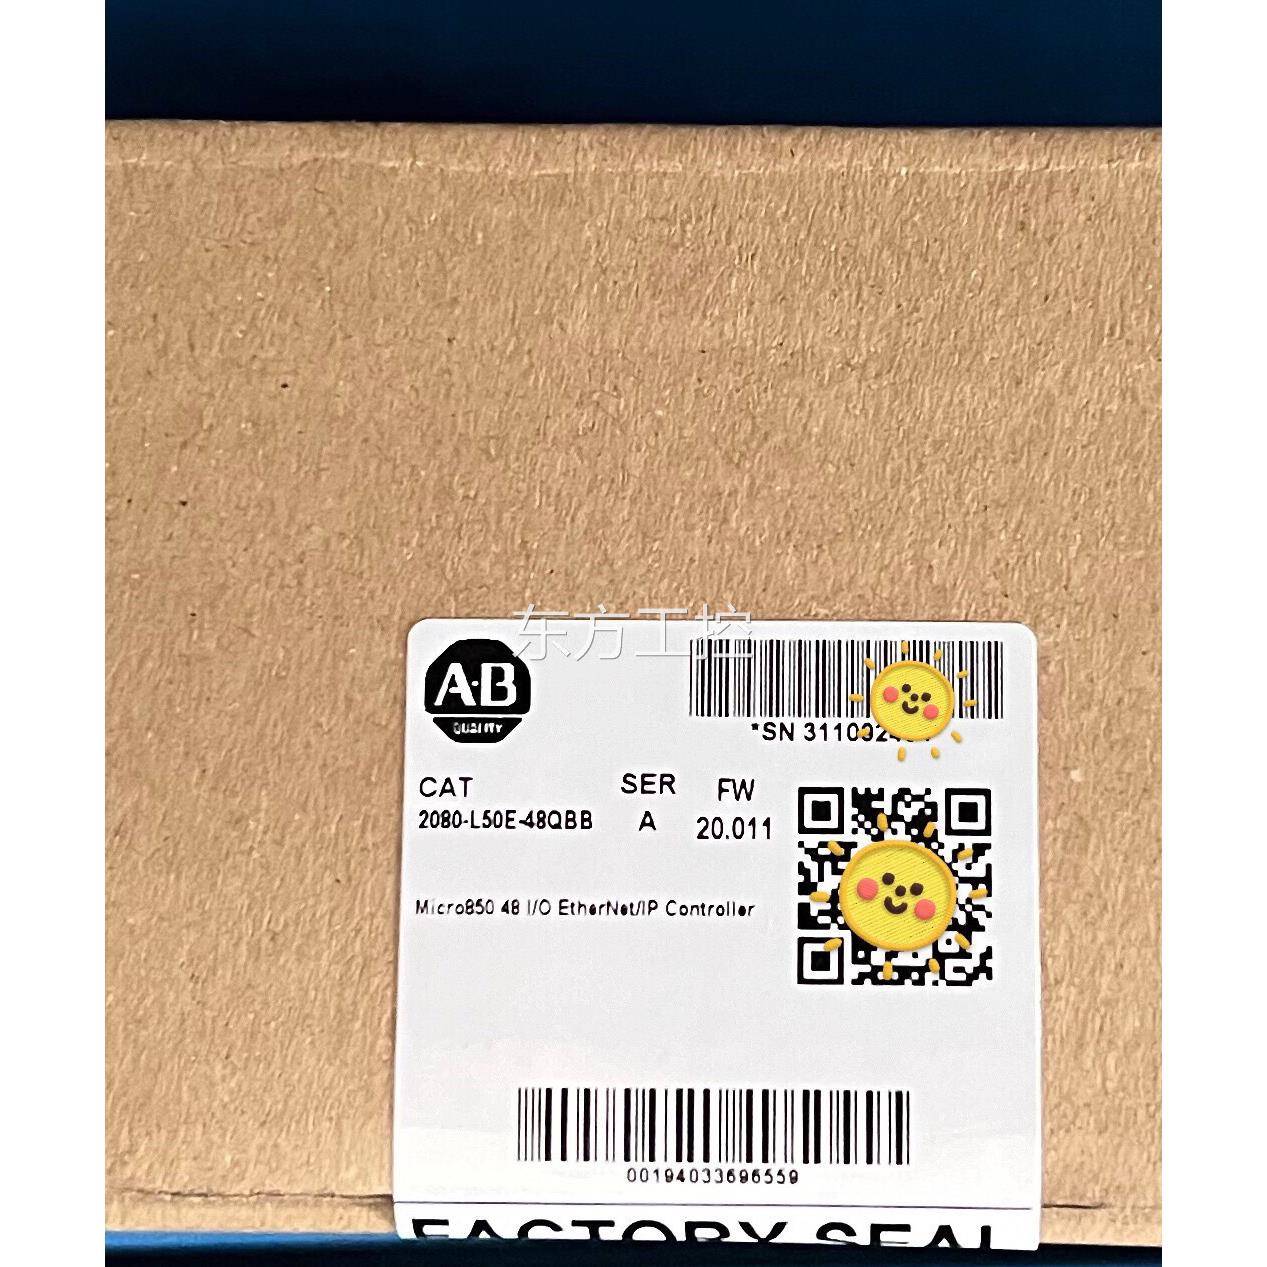 东方工控
A·B
QUALITY
*SN 311092
CAT SER FW
2080-L50E-48QBB A 20.011
Micro850 48 I/O EtherNet/IP Controller
00194033696559
FACTORY SEAL